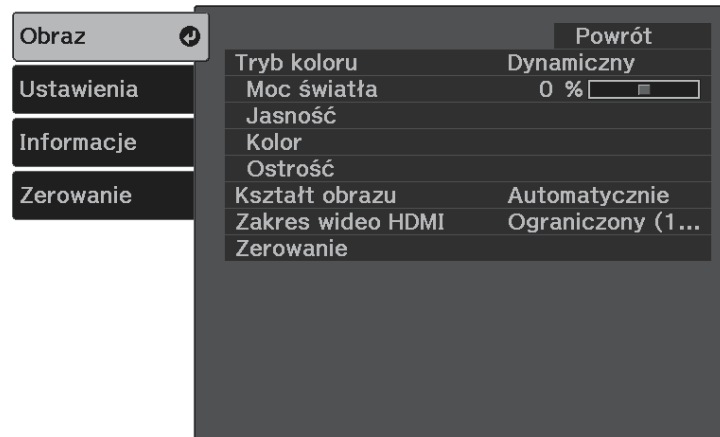 Obraz
Ustawienia
Informacje
Zerowanie
Powrót
Tryb koloru Dynamiczny
Moc światła 0 %
Jasność
Kolor
Ostrość
Kształt obrazu Automatycznie
Zakres wideo HDMI Ograniczony (1...
Zerowanie